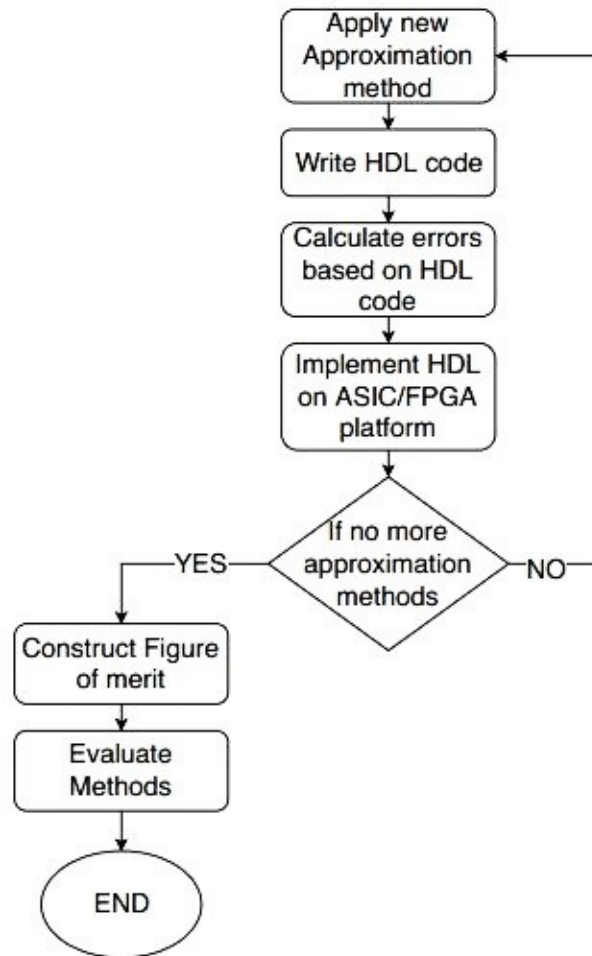 Apply new
Approximation
method
Write HDL code
Calculate errors
based on HDL
code
Implement HDL
on ASIC/FPGA
platform
If no more
approximation
methods
YES
NO
Construct Figure
of merit
Evaluate
Methods
END